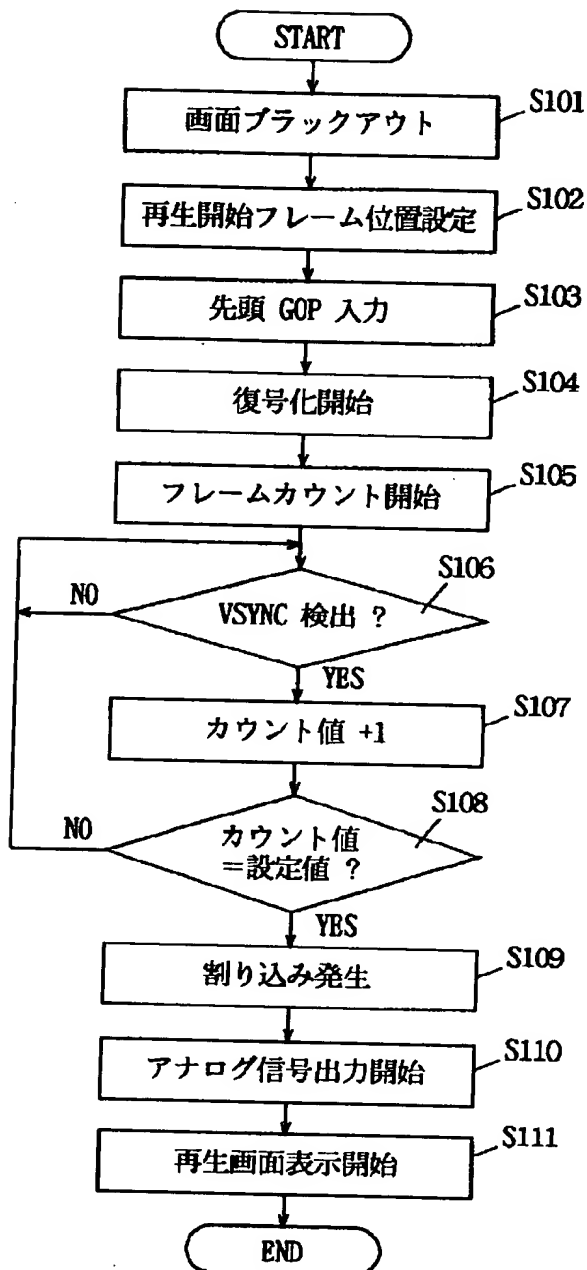 START
画面ブラックアウト
S101
再生開始フレーム位置設定
S102
先頭 GOP 入力
S103
復号化開始
S104
フレームカウント開始
S105
VSYNC 検出 ?
S106
NO
YES
カウント値 +1
S107
カウント値
=設定値 ?
S108
NO
YES
割り込み発生
S109
アナログ信号出力開始
S110
再生画面表示開始
S111
END